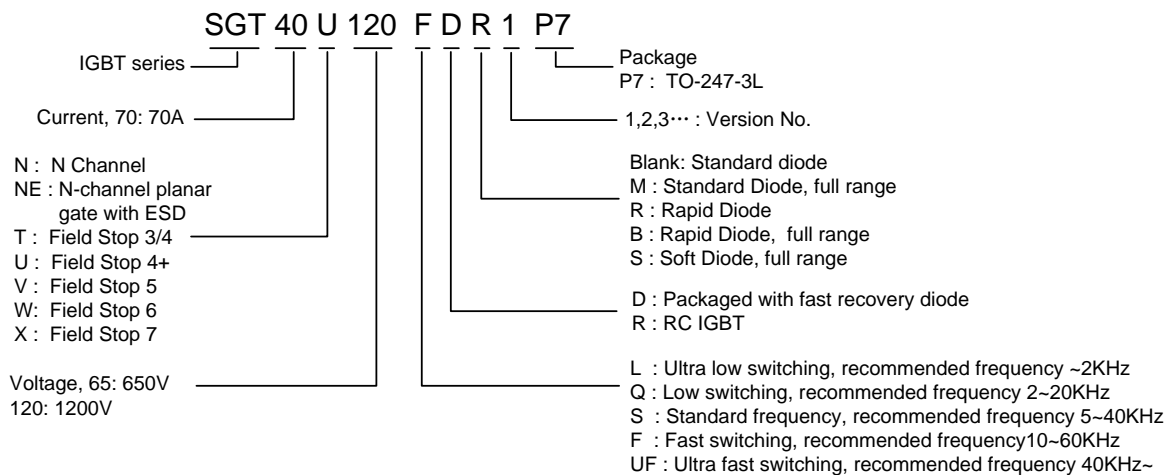 SGT 40 U 120 F D R 1 P7
IGBT series
Current, 70: 70A
N : N Channel
NE : N-channel planar
gate with ESD
T : Field Stop 3/4
U : Field Stop 4+
V : Field Stop 5
W: Field Stop 6
X : Field Stop 7
Voltage, 65: 650V
120: 1200V
Package
P7 : TO-247-3L
1,2,3··· : Version No.
Blank: Standard diode
M : Standard Diode, full range
R : Rapid Diode
B : Rapid Diode, full range
S : Soft Diode, full range
D : Packaged with fast recovery diode
R : RC IGBT
L : Ultra low switching, recommended frequency ~2KHz
Q : Low switching, recommended frequency 2~20KHz
S : Standard frequency, recommended frequency 5~40KHz
F : Fast switching, recommended frequency10~60KHz
UF : Ultra fast switching, recommended frequency 40KHz~